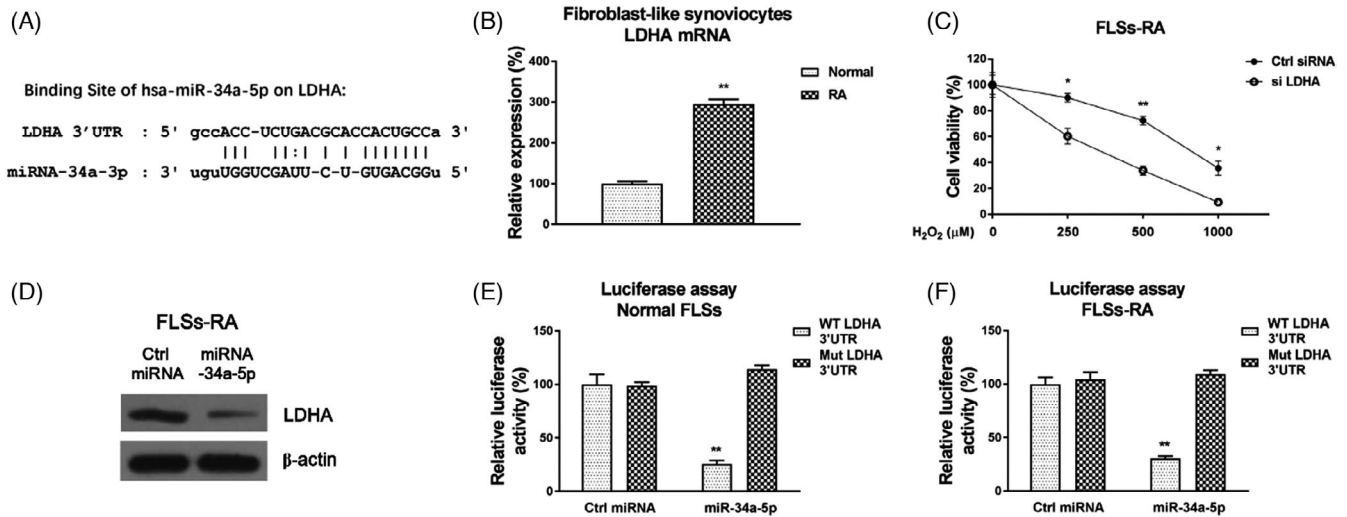 (A)
Binding Site of hsa-miR-34a-5p on LDHA:
LDHA 3'UTR : 5' gccACC-UCUGACGCACCACUGCCa 3'
||| ||:| | | |||||||
miRNA-34a-3p : 3' uguUGGUCGAUU-C-U-GUGACGGu 5'
(B)
Fibroblast-like synoviocytes
LDHA mRNA
Relative expression (%)
400
300
200
100
0
**
Normal
RA
(C)
FLSs-RA
Cell viability (%)
120
100
80
60
40
20
0
*
**
*
Ctrl siRNA
si LDHA
H₂O₂ (μM)
0
250
500
1000
(D)
FLSs-RA
Ctrl miRNA
miRNA -34a-5p
LDHA
β-actin
(E)
Luciferase assay
Normal FLSs
Relative luciferase
activity (%)
150
100
50
0
**
WT LDHA
3'UTR
Mut LDHA
3'UTR
Ctrl miRNA
miR-34a-5p
(F)
Luciferase assay
FLSs-RA
Relative luciferase
activity (%)
150
100
50
0
**
WT LDHA
3'UTR
Mut LDHA
3'UTR
Ctrl miRNA
miR-34a-5p